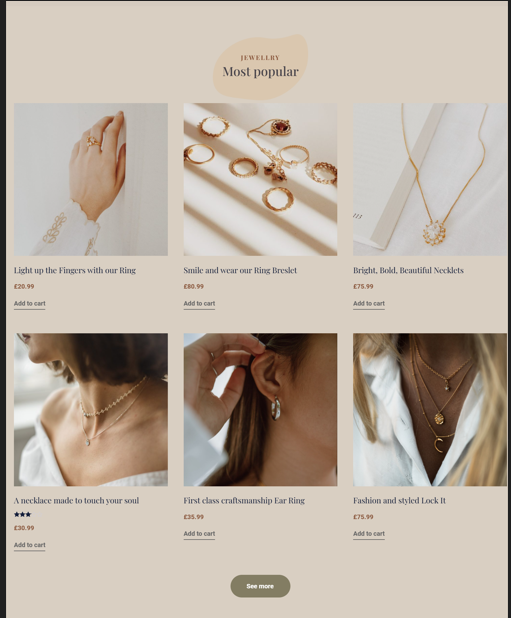 JEWELLRY
Most popular
Light up the Fingers with our Ring
£20.99
Add to cart
Smile and wear our Ring Breslet
£80.99
Add to cart
Bright, Bold, Beautiful Necklets
£75.99
Add to cart
A necklace made to touch your soul
£30.99
Add to cart
First class craftsmanship Ear Ring
£35.99
Add to cart
Fashion and styled Lock It
£75.99
Add to cart
See more